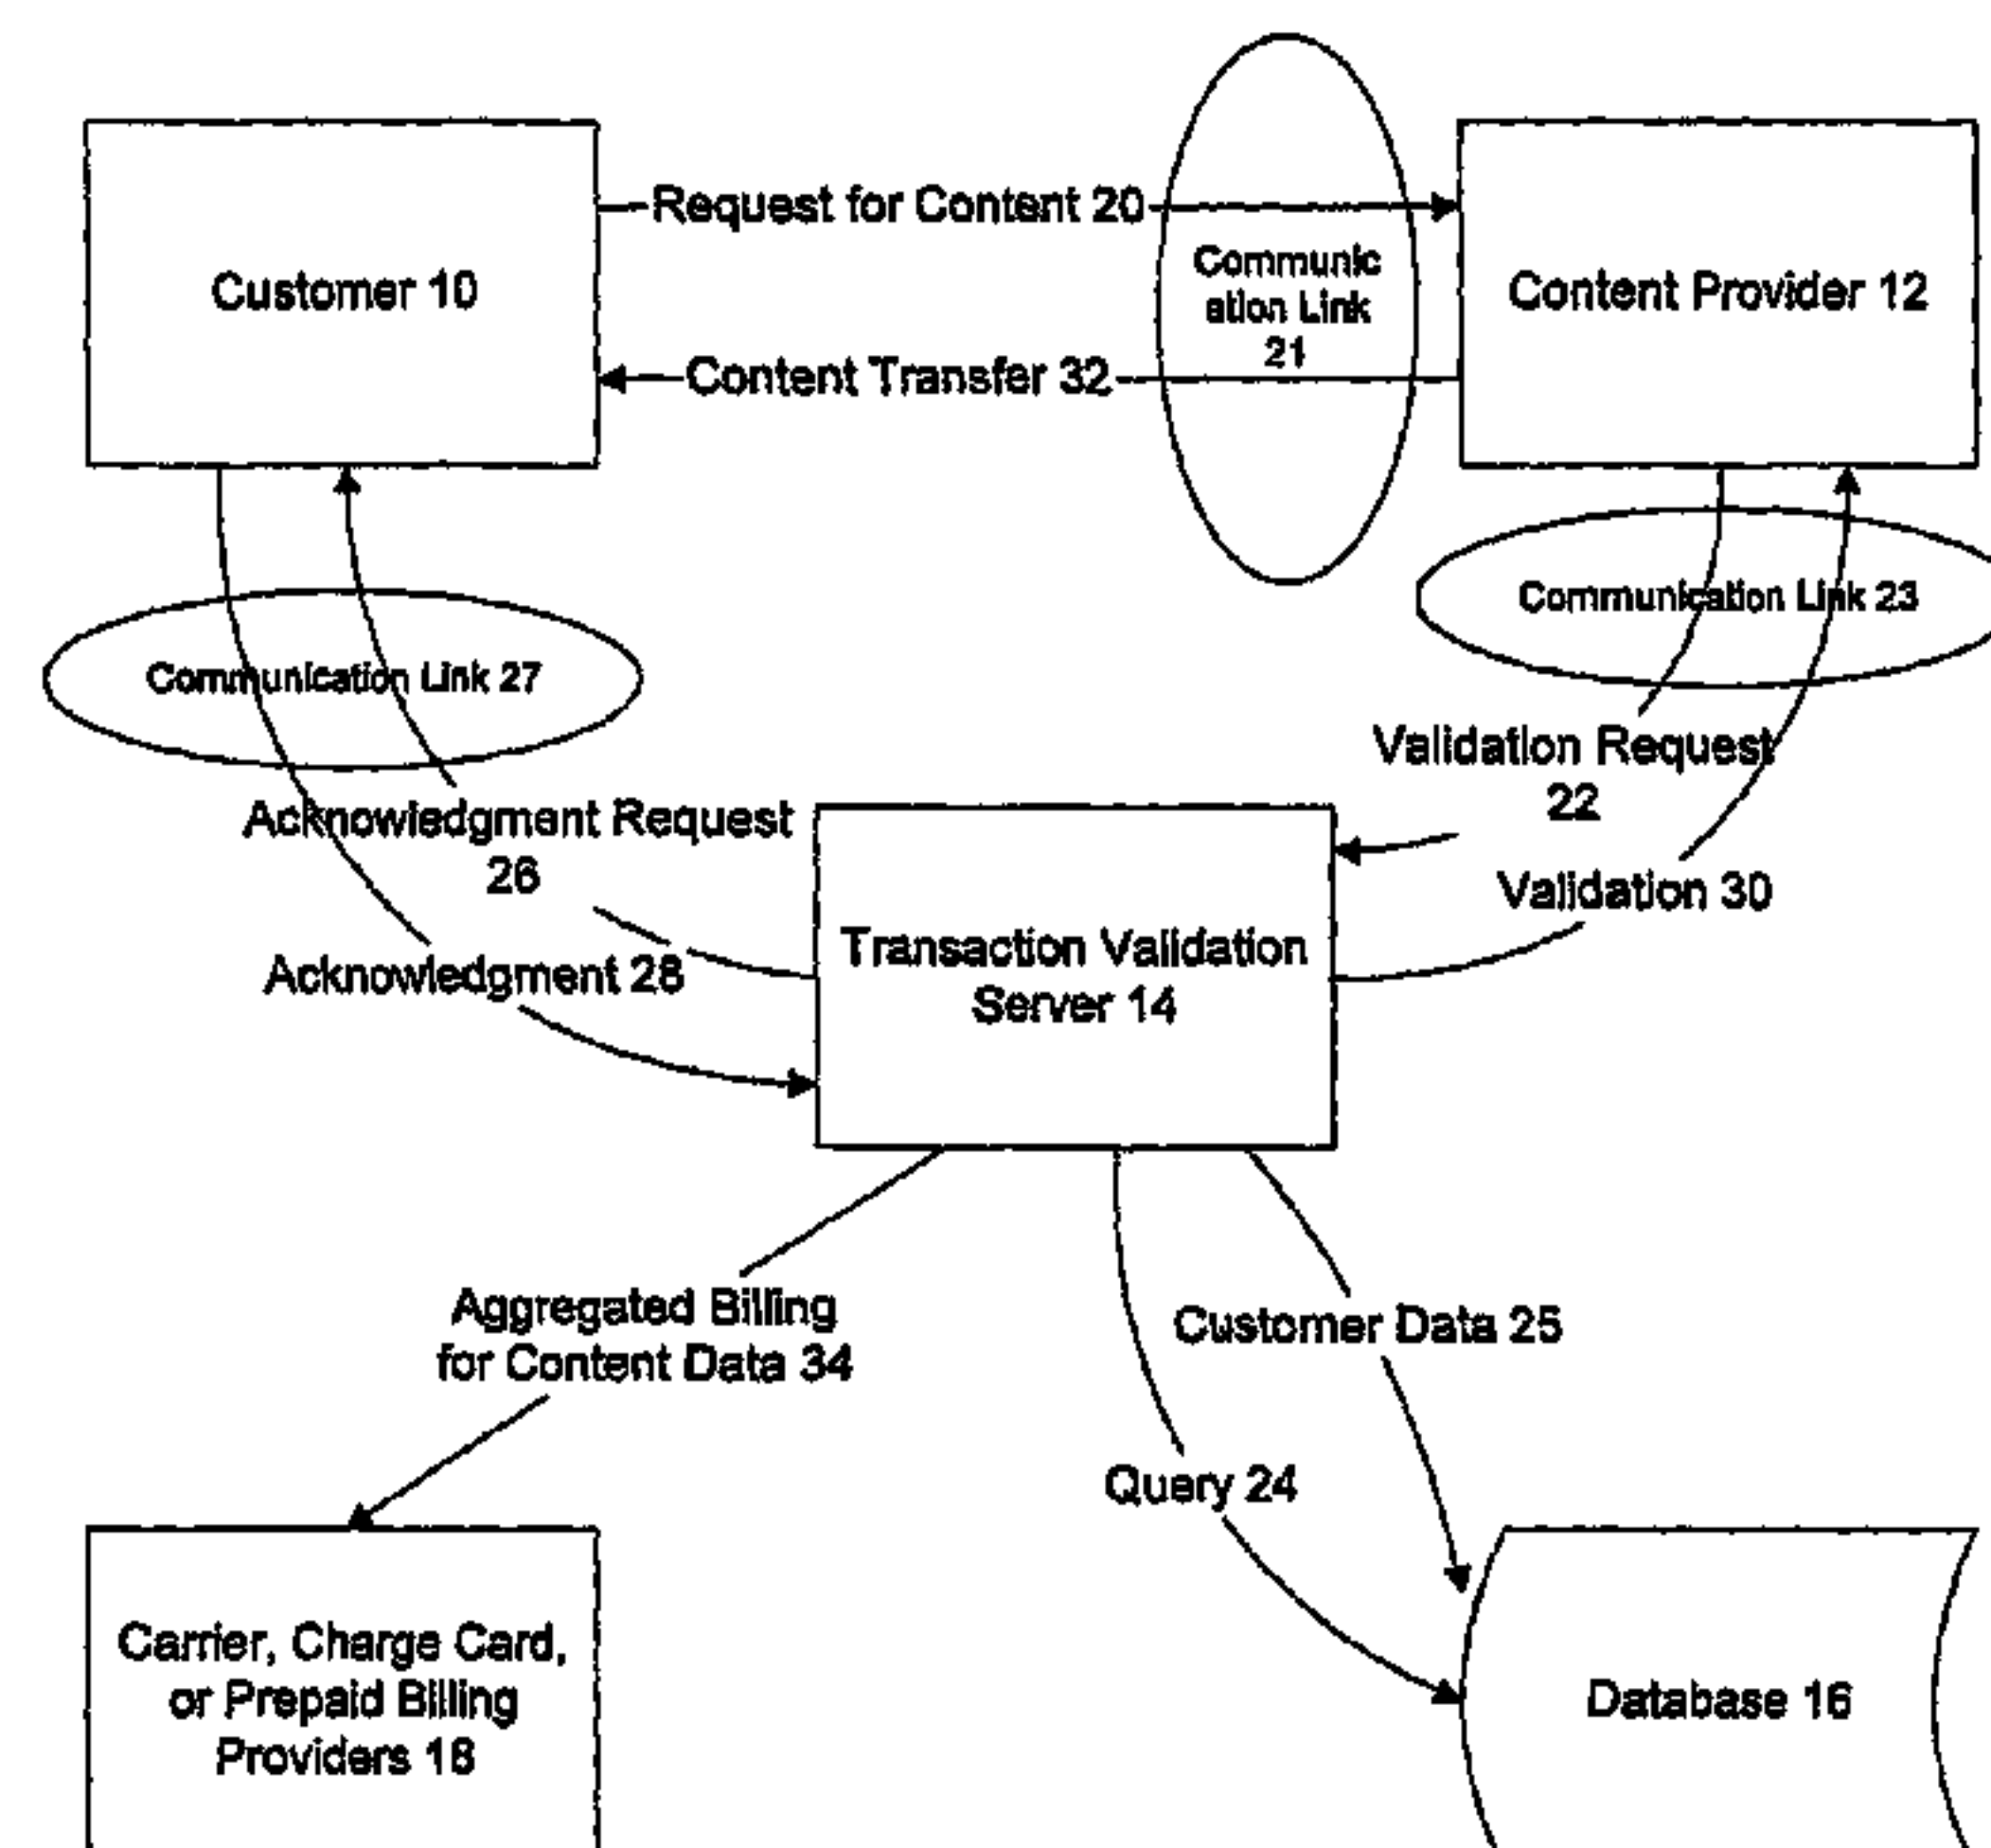 Request for Content 20
Customer 10
Communic
ation Link
21
Content Provider 12
Content Transfer 32
Communication Link 23
Communication Link 27
Validation Request
22
Acknowledgment Request
26
Validation 30
Transaction Validation
Server 14
Acknowledgment 28
Aggregated Billing
for Content Data 34
Customer Data 25
Query 24
Carrier, Charge Card,
or Prepaid Billing
Providers 18
Database 16